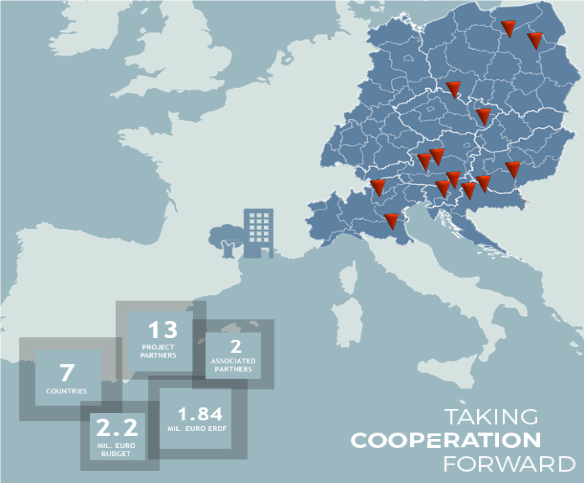 13
PROJECT
PARTNERS
2
ASSOCIATED
PARTNERS
7
COUNTRIES
1.84
MIL. EURO ERDF
2.2
MIL. EURO
BUDGET
TAKING
COOPERATION
FORWARD